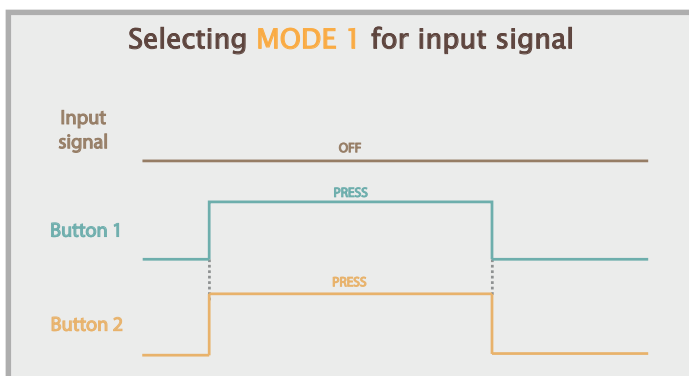 Selecting MODE 1 for input signal
Input
signal
OFF
PRESS
Button 1
PRESS
Button 2